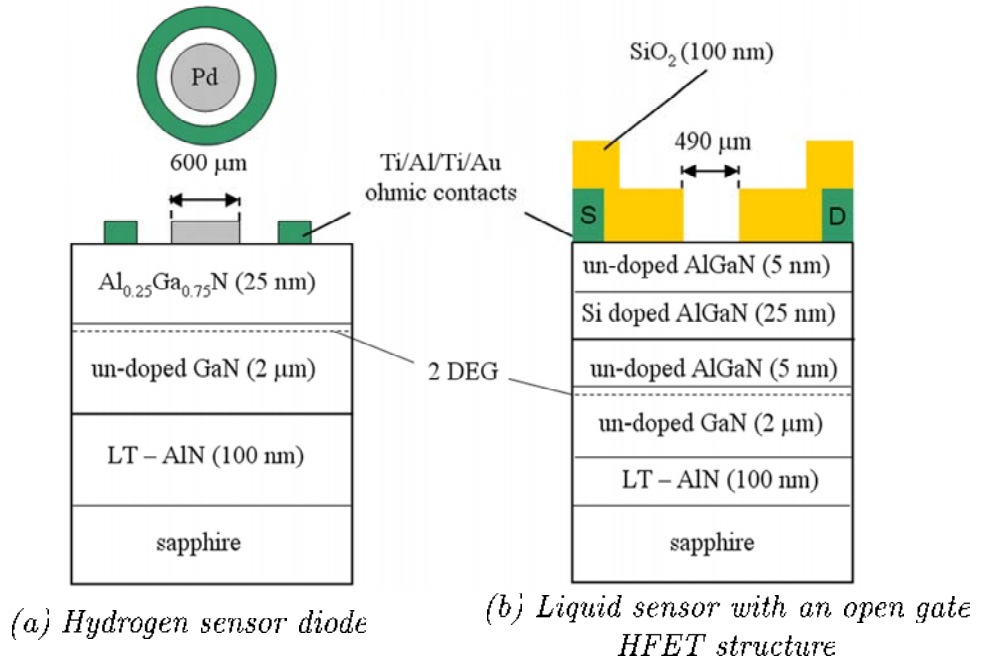 Pd
600 μm
Ti/Al/Ti/Au
ohmic contacts
Al0.25Ga0.75N (25 nm)
un-doped GaN (2 μm)
LT – AlN (100 nm)
sapphire
2 DEG
(a) Hydrogen sensor diode
SiO2 (100 nm)
490 μm
S
D
un-doped AlGaN (5 nm)
Si doped AlGaN (25 nm)
un-doped AlGaN (5 nm)
un-doped GaN (2 μm)
LT – AlN (100 nm)
sapphire
(b) Liquid sensor with an open gate
HFET structure